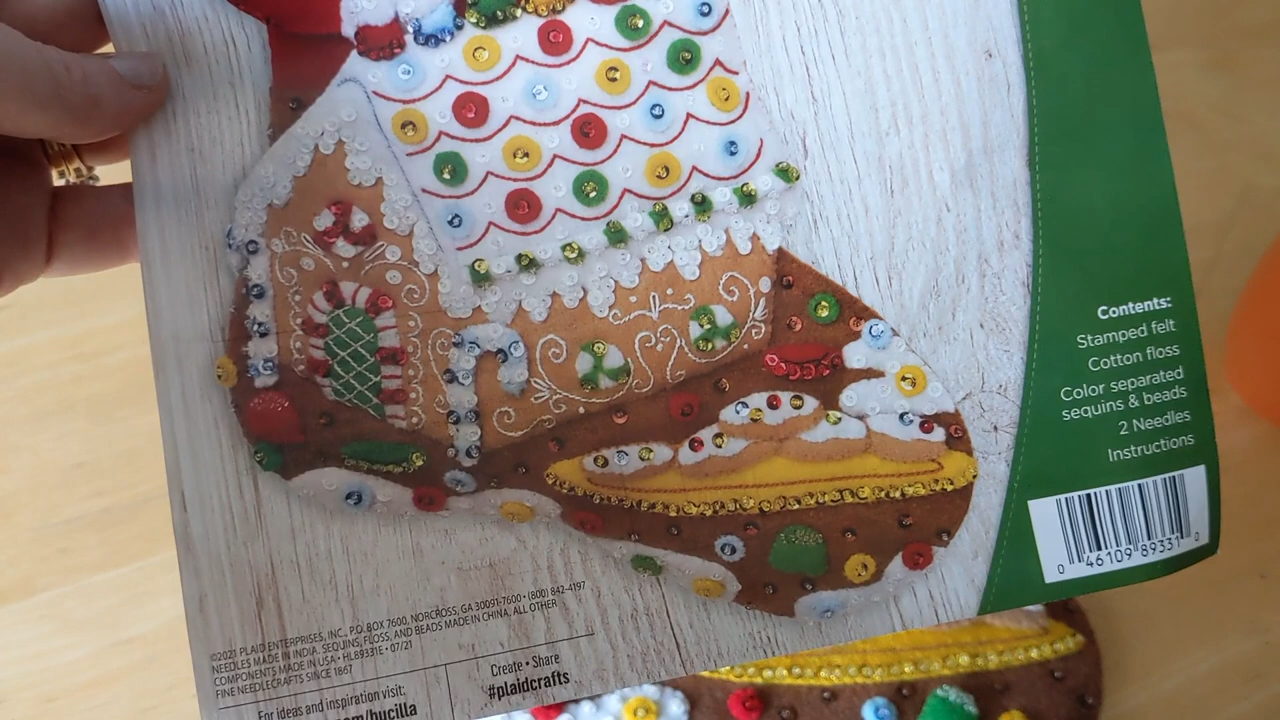 Contents:
Stamped felt
Cotton floss
Color separated
sequins & beads
2 Needles
Instructions
0 46109 89331 0
©2021 PLAID ENTERPRISES, INC., P.O. BOX 7600, NORCROSS, GA 30091-7600 • (800) 842-4197
NEEDLES MADE IN INDIA. SEQUINS, FLOSS, AND BEADS MADE IN CHINA, ALL OTHER
COMPONENTS MADE IN USA • HL89331E • 07/21
FINE NEEDLECRAFTS SINCE 1867
For ideas and inspiration visit:
com/bucilla
Create • Share
#plaidcrafts